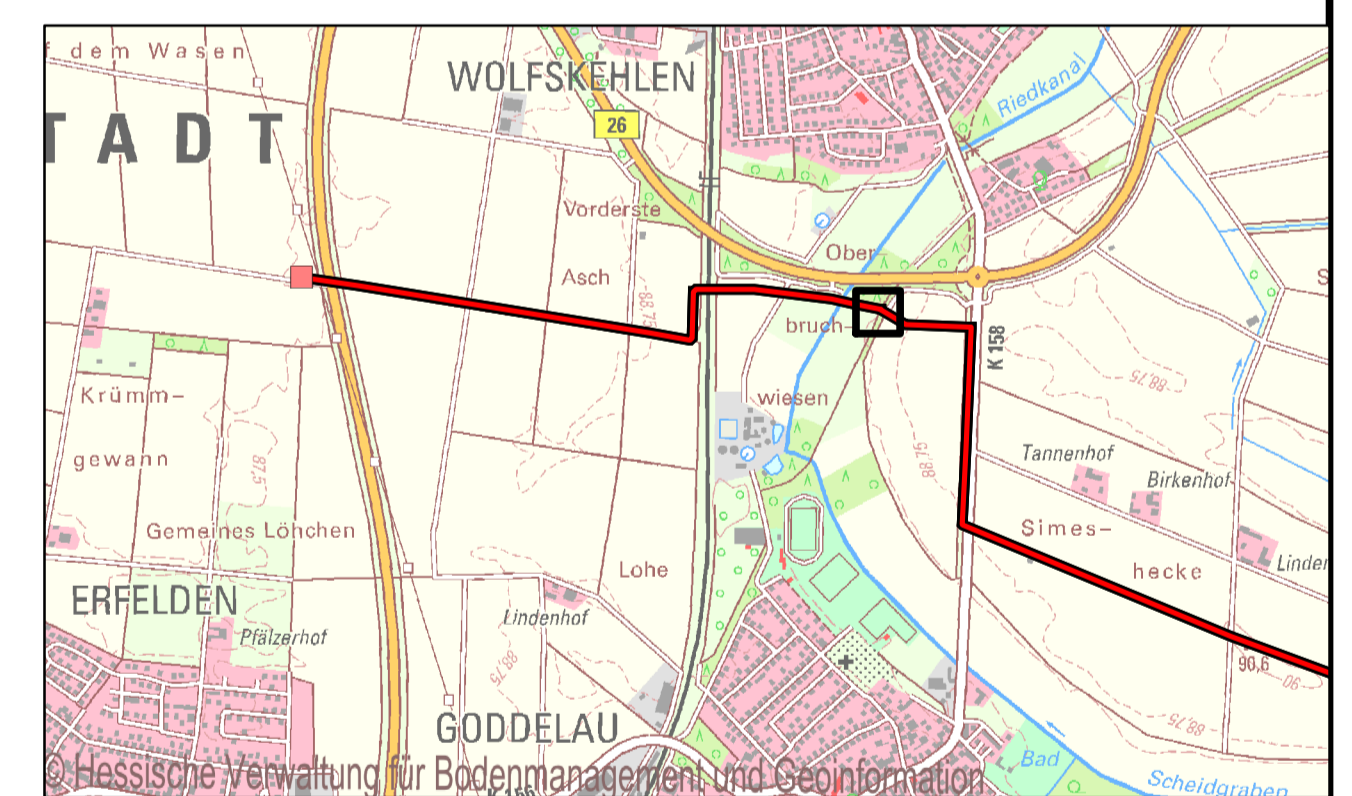 f dem Wasen
WOLFSKEHLEN
TADT
26
Riedkanal
Vorderste
Asch
88,75
Ober-
bruch-
wiesen
K 158
88,75
88,75
Krümm-
gewann
87,5
Tannenhof
Birkenhof
Simes-
hecke
Linden
Gemeines Löhchen
ERFELDEN
Pfälzerhof
Lohe
Lindenhof
88,75
90,6
90
88,75
GODDELAU
Bad
Scheidgraben
© Hessische Verwaltung für Bodenmanagement und Geoinformation